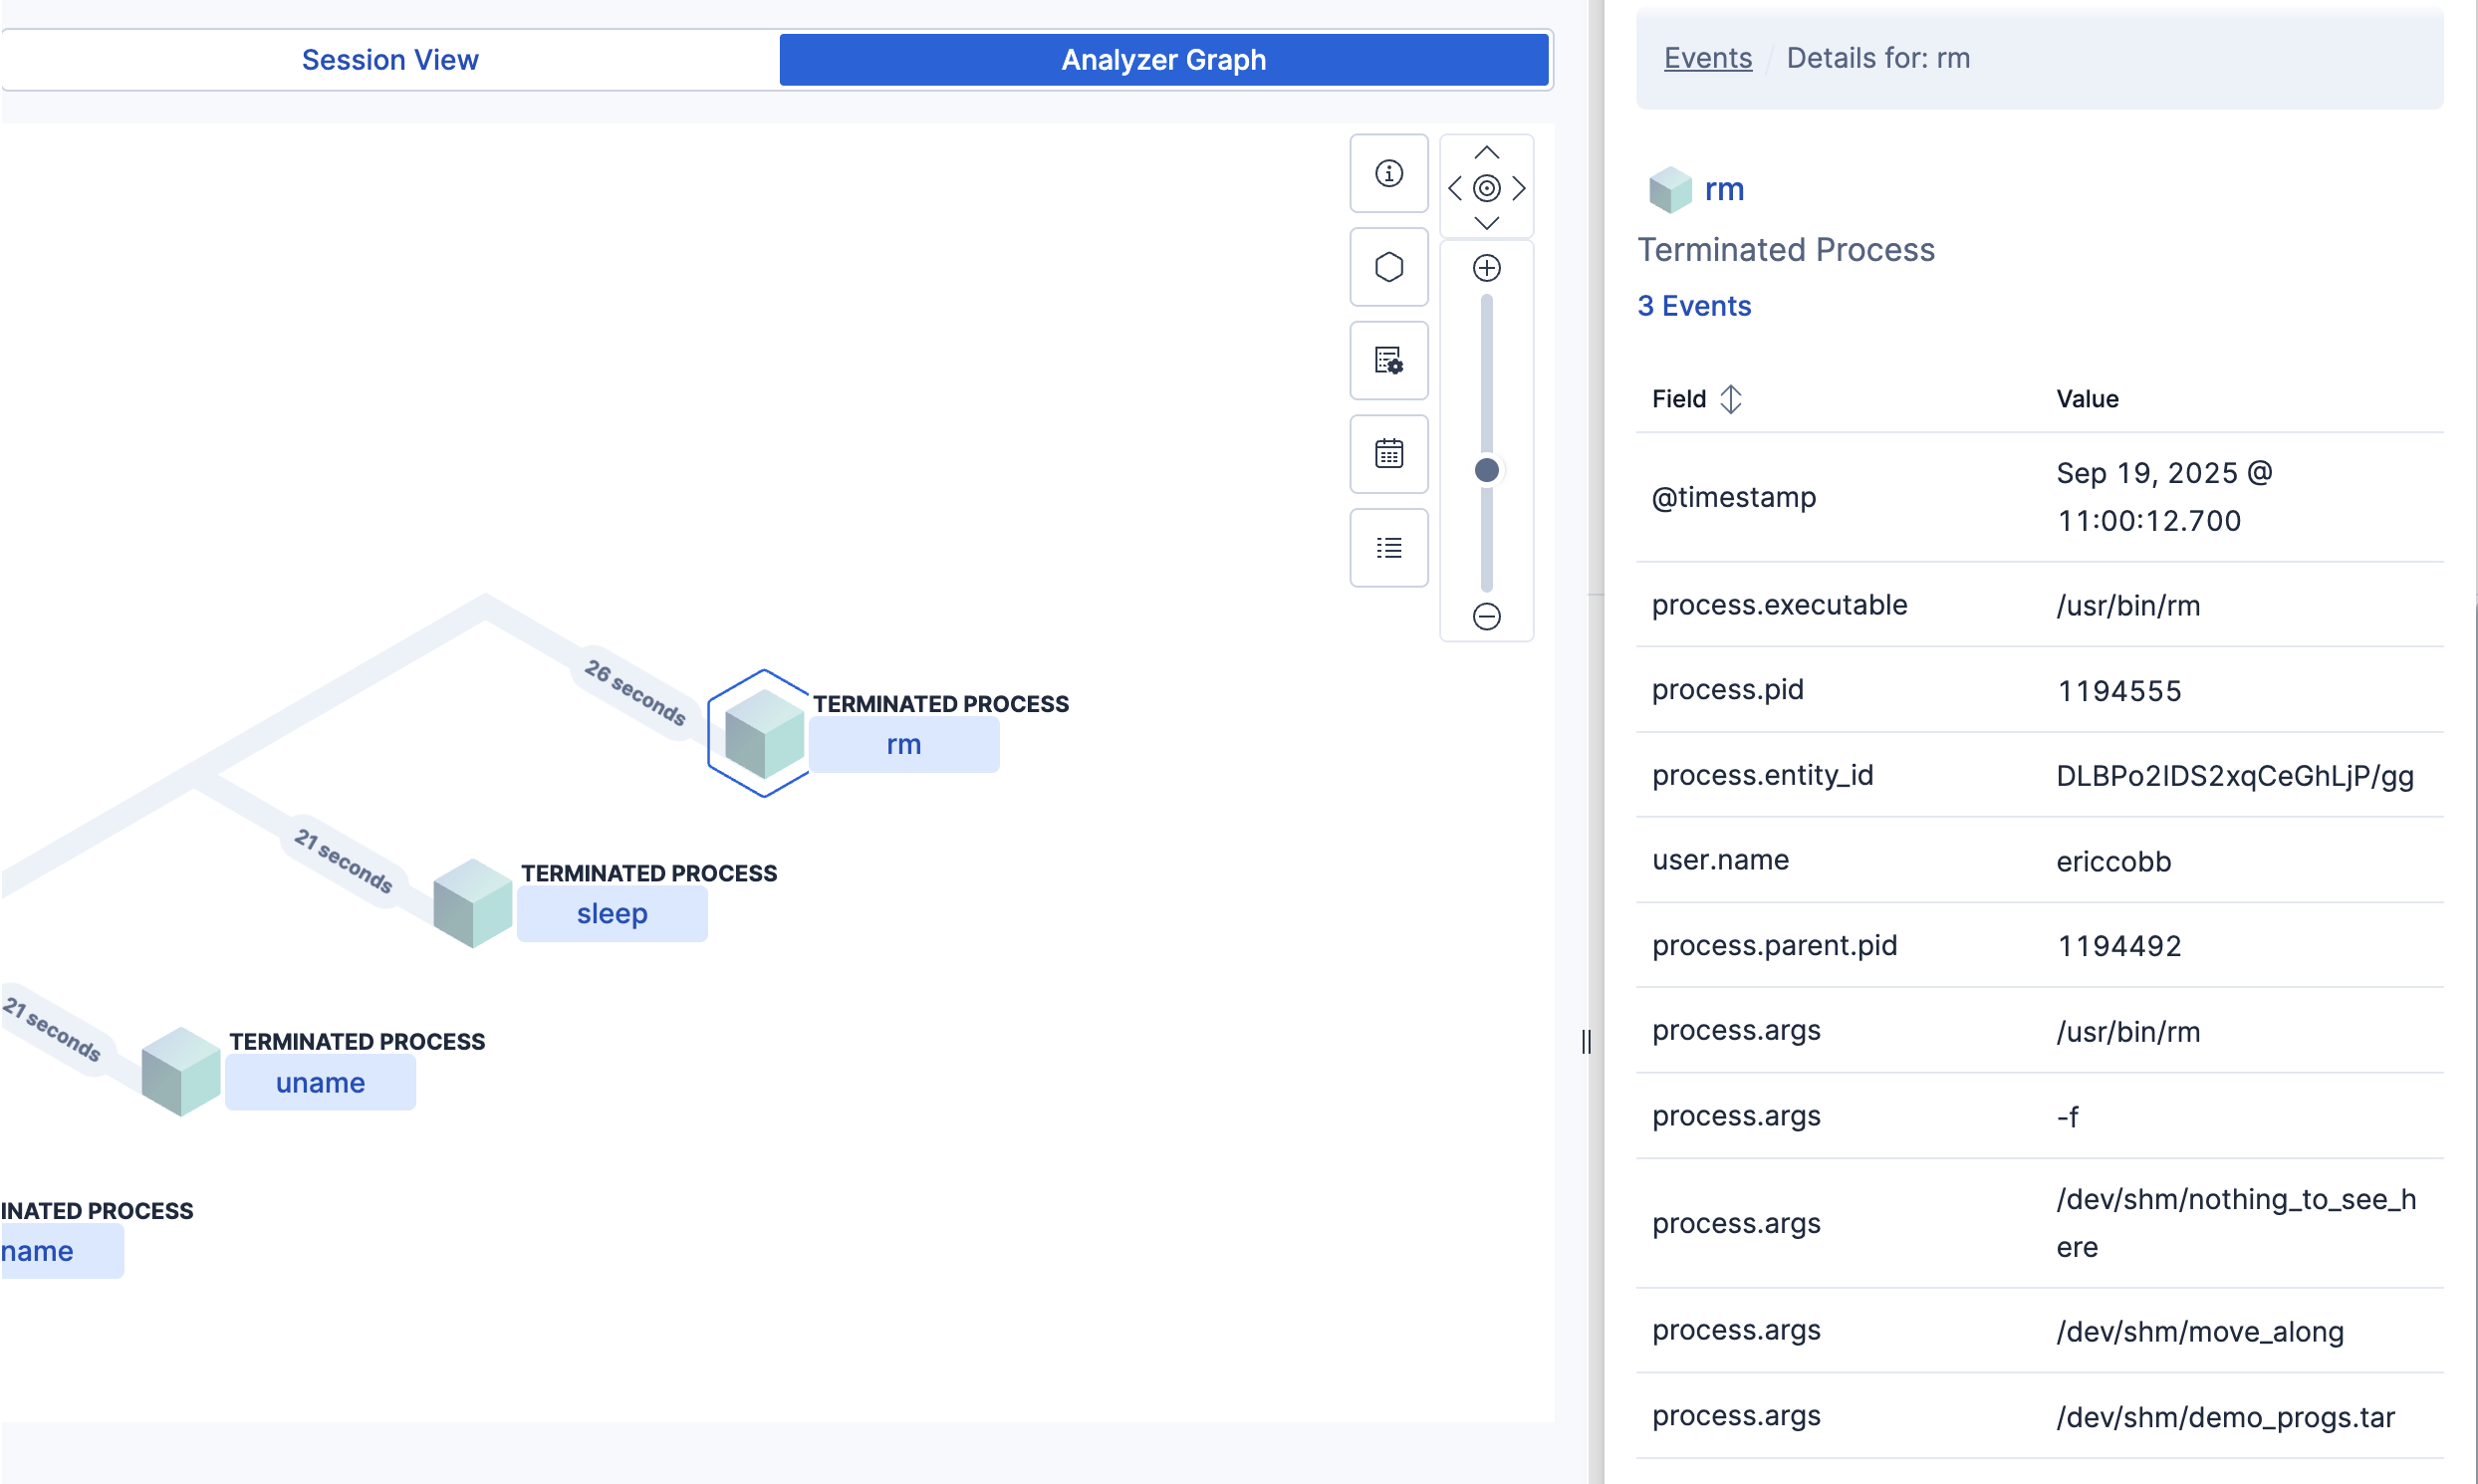 Session View
Analyzer Graph
26 seconds
TERMINATED PROCESS
rm
21 seconds
TERMINATED PROCESS
sleep
21 seconds
TERMINATED PROCESS
uname
INATED PROCESS
name
Events / Details for: rm
rm
Terminated Process
3 Events
Field Value
@timestamp Sep 19, 2025 @
11:00:12.700
process.executable /usr/bin/rm
process.pid 1194555
process.entity_id DLBPo2IDS2xqCeGhLjP/gg
user.name ericcobb
process.parent.pid 1194492
process.args /usr/bin/rm
process.args -f
process.args /dev/shm/nothing_to_see_h
ere
process.args /dev/shm/move_along
process.args /dev/shm/demo_progs.tar